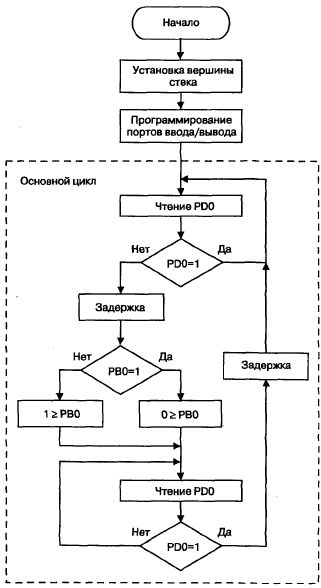 Начало
Установка вершины
стека
Программирование
портов ввода/вывода
Основной цикл
Чтение PD0
Нет
Да
PD0=1
Задержка
Задержка
Нет
Да
PB0=1
1 ≥ PB0
0 ≥ PB0
Чтение PD0
Нет
Да
PD0=1